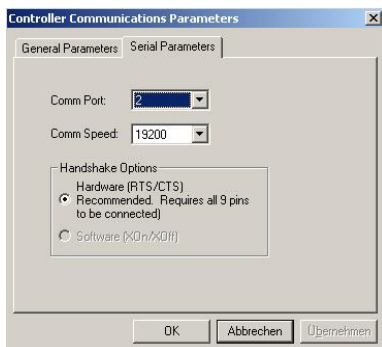 Controller Communications Parameters
General Parameters Serial Parameters
Comm Port: 2
Comm Speed: 19200
Handshake Options
Hardware (RTS/CTS)
Recommended. Requires all 9 pins
to be connected)
Software (XOn/XOff)
OK Abbrechen Übernehmen